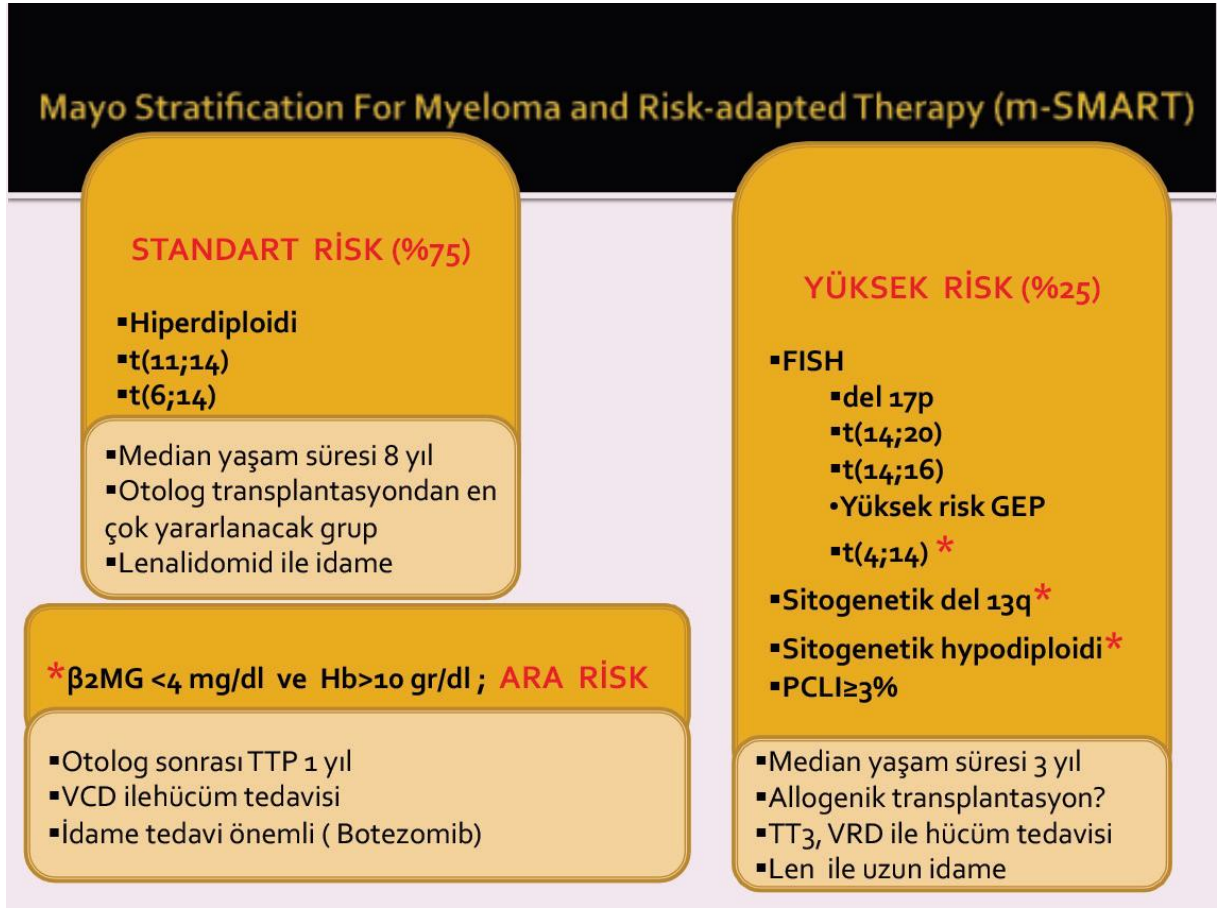 Mayo Stratification For Myeloma and Risk-adapted Therapy (m-SMART)
STANDART RİSK (%75)
▪Hiperdiploidi
▪t(11;14)
▪t(6;14)
▪Median yaşam süresi 8 yıl
▪Otolog transplantasyondan en
çok yararlanacak grup
▪Lenalidomid ile idame
*β2MG <4 mg/dl ve Hb>10 gr/dl ; ARA RİSK
▪Otolog sonrası TTP 1 yıl
▪VCD ilehücüm tedavisi
▪İdame tedavi önemli ( Botezomib)
YÜKSEK RİSK (%25)
▪FISH
▪del 17p
▪t(14;20)
▪t(14;16)
•Yüksek risk GEP
▪t(4;14) *
▪Sitogenetik del 13q*
▪Sitogenetik hypodiploidi*
▪PCLI≥3%
▪Median yaşam süresi 3 yıl
▪Allogenik transplantasyon?
▪TT3, VRD ile hücüm tedavisi
▪Len ile uzun idame